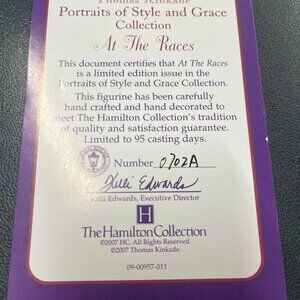 Thomas Kinkade
Portraits of Style and Grace
Collection
At The Races
This document certifies that At The Races
is a limited edition issue in the
Portraits of Style and Grace Collection.
This figurine has been carefully
hand crafted and hand decorated to
meet The Hamilton Collection's tradition
of quality and satisfaction guarantee.
Limited to 95 casting days.
Number 0702A
Kelli Edwards
Kelli Edwards, Executive Director
H
The Hamilton Collection
©2007 HC. All Rights Reserved.
©2007 Thomas Kinkade.
09-00957-011